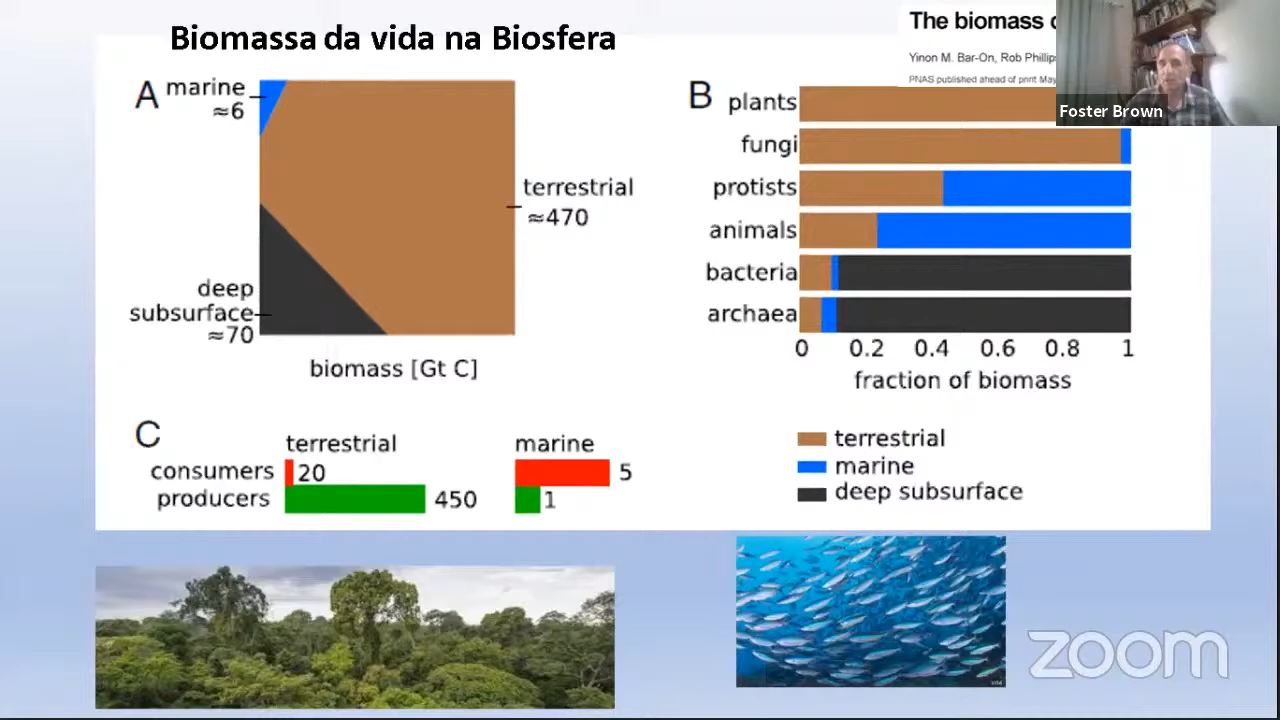 Biomassa da vida na Biosfera
The biomass
Yinon M. Bar-On, Rob Phillips
PNAS published ahead of print May
Foster Brown
A
marine
≈6
terrestrial
≈470
deep
subsurface
≈70
biomass [Gt C]
B
plants
fungi
protists
animals
bacteria
archaea
0 0.2 0.4 0.6 0.8 1
fraction of biomass
terrestrial
marine
deep subsurface
C
terrestrial marine
consumers 20 5
producers 450 1
zoom